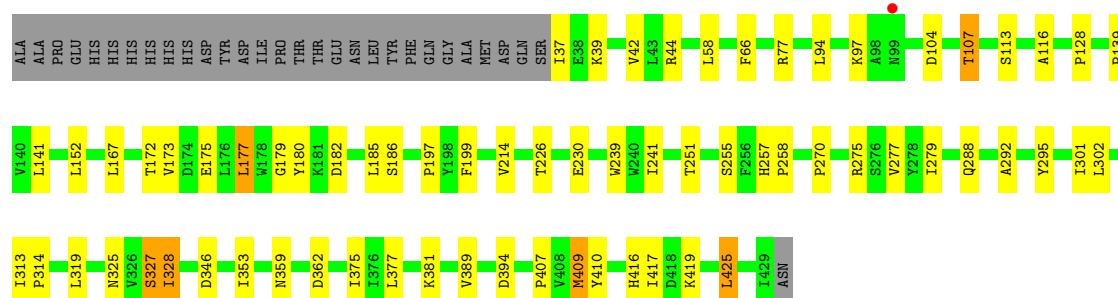 ALA ALA PRO GLU HIS HIS HIS HIS HIS HIS HIS ASP TYR ASP ILE PRO THR THR GLU ASN LEU TYR PHE GLN GLY ALA MET ASP GLN SER I37 E38 K39 V42 L43 R44 L58 F66 R77 L94 K97 A98 N99 D104 T107 S113 A116 P128 P139
V140 L141 L152 L167 T172 V173 D174 E175 L176 L177 W178 G179 Y180 K181 D182 L185 S186 P197 Y198 F199 V214 T226 E230 W239 W240 I241 T251 S255 F256 H257 P258 P270 R275 S276 V277 Y278 I279 Q288 A292 Y295 I301 L302
I313 P314 L319 N325 V326 S327 I328 D346 I353 N359 D362 I375 I376 L377 K381 V389 D394 P407 V408 M409 Y410 H416 I417 D418 K419 L425 I429 ASN